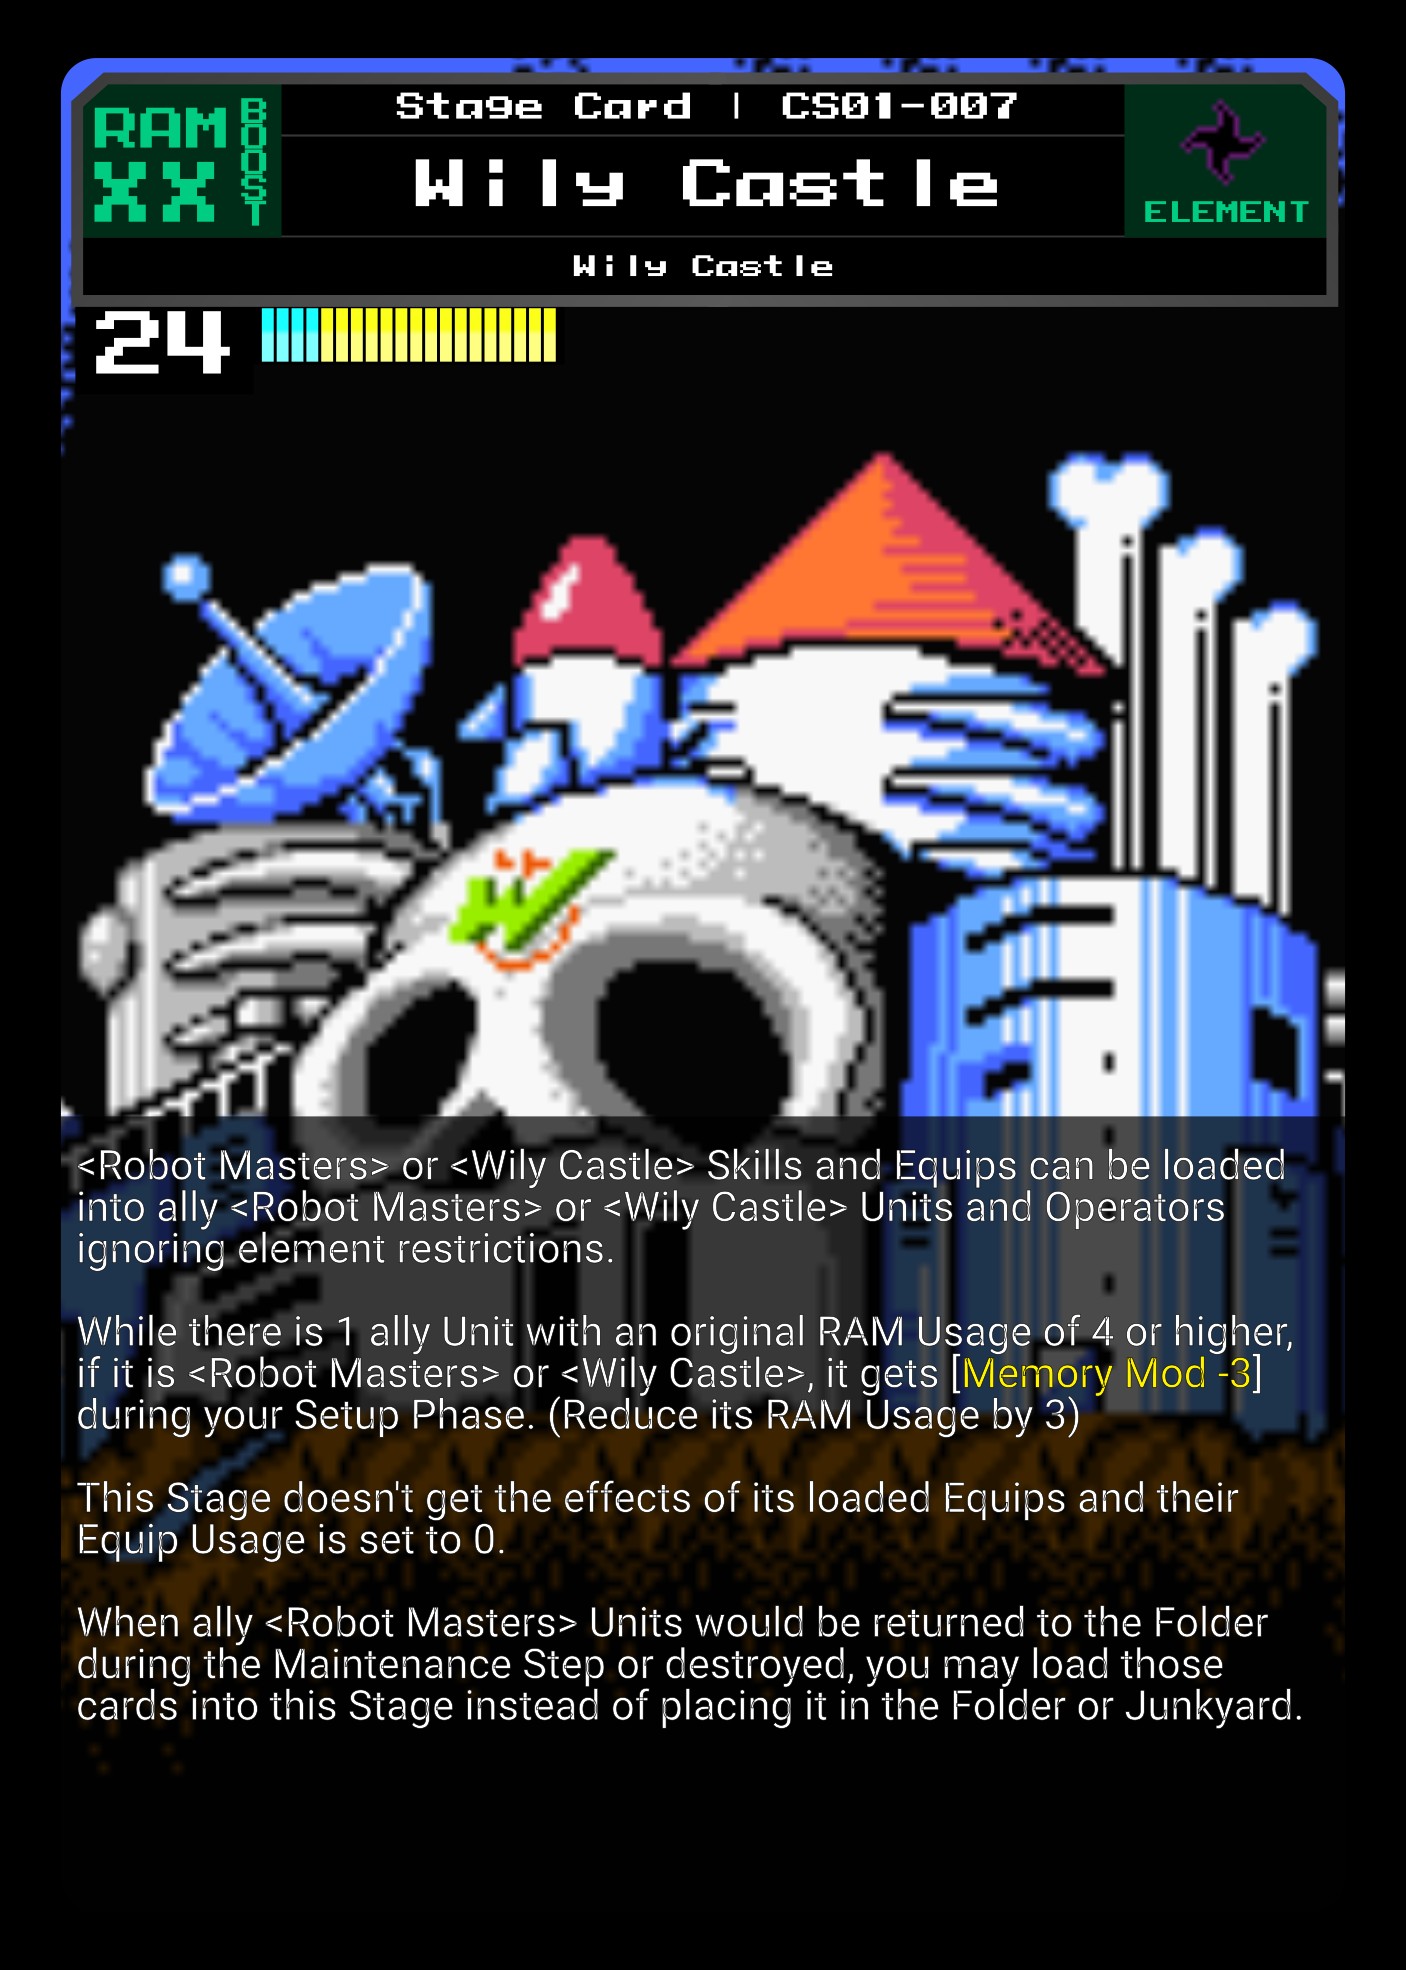 RAM
XX
BOOST
Stage Card | CS01-007
Wily Castle
Wily Castle
ELEMENT
24
W
<Robot Masters> or <Wily Castle> Skills and Equips can be loaded
into ally <Robot Masters> or <Wily Castle> Units and Operators
ignoring element restrictions.
While there is 1 ally Unit with an original RAM Usage of 4 or higher,
if it is <Robot Masters> or <Wily Castle>, it gets [Memory Mod -3]
during your Setup Phase. (Reduce its RAM Usage by 3)
This Stage doesn't get the effects of its loaded Equips and their
Equip Usage is set to 0.
When ally <Robot Masters> Units would be returned to the Folder
during the Maintenance Step or destroyed, you may load those
cards into this Stage instead of placing it in the Folder or Junkyard.